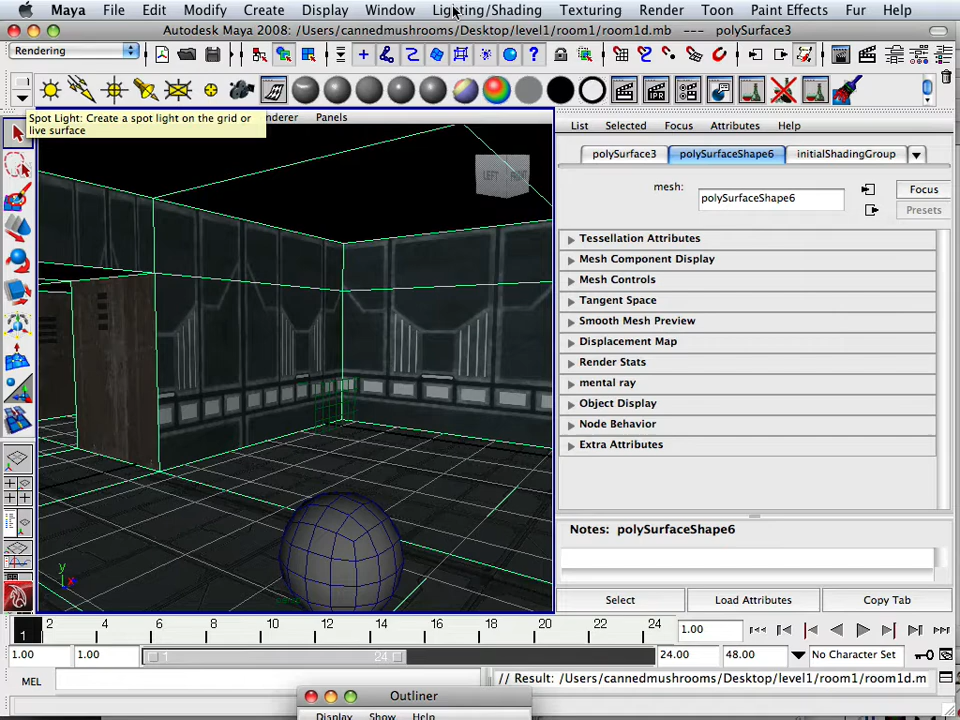 Maya File Edit Modify Create Display Window Lighting/Shading Texturing Render Toon Paint Effects Fur Help
Autodesk Maya 2008: /Users/cannedmushrooms/Desktop/level1/room1/room1d.mb --- polySurface3
Rendering
Spot Light: Create a spot light on the grid or
live surface
nderer Panels
List Selected Focus Attributes Help
polySurface3 polySurfaceShape6 initialShadingGroup
mesh: polySurfaceShape6 Focus
Presets
LEFT
Tessellation Attributes
Mesh Component Display
Mesh Controls
Tangent Space
Smooth Mesh Preview
Displacement Map
Render Stats
mental ray
Object Display
Node Behavior
Extra Attributes
Notes: polySurfaceShape6
y
x
Select Load Attributes Copy Tab
1 2 4 6 8 10 12 14 16 18 20 22 24 1.00
1.00 1.00 1 24 24.00 48.00 No Character Set
MEL // Result: /Users/cannedmushrooms/Desktop/level1/room1/room1d.m
Outliner
Display Show Help